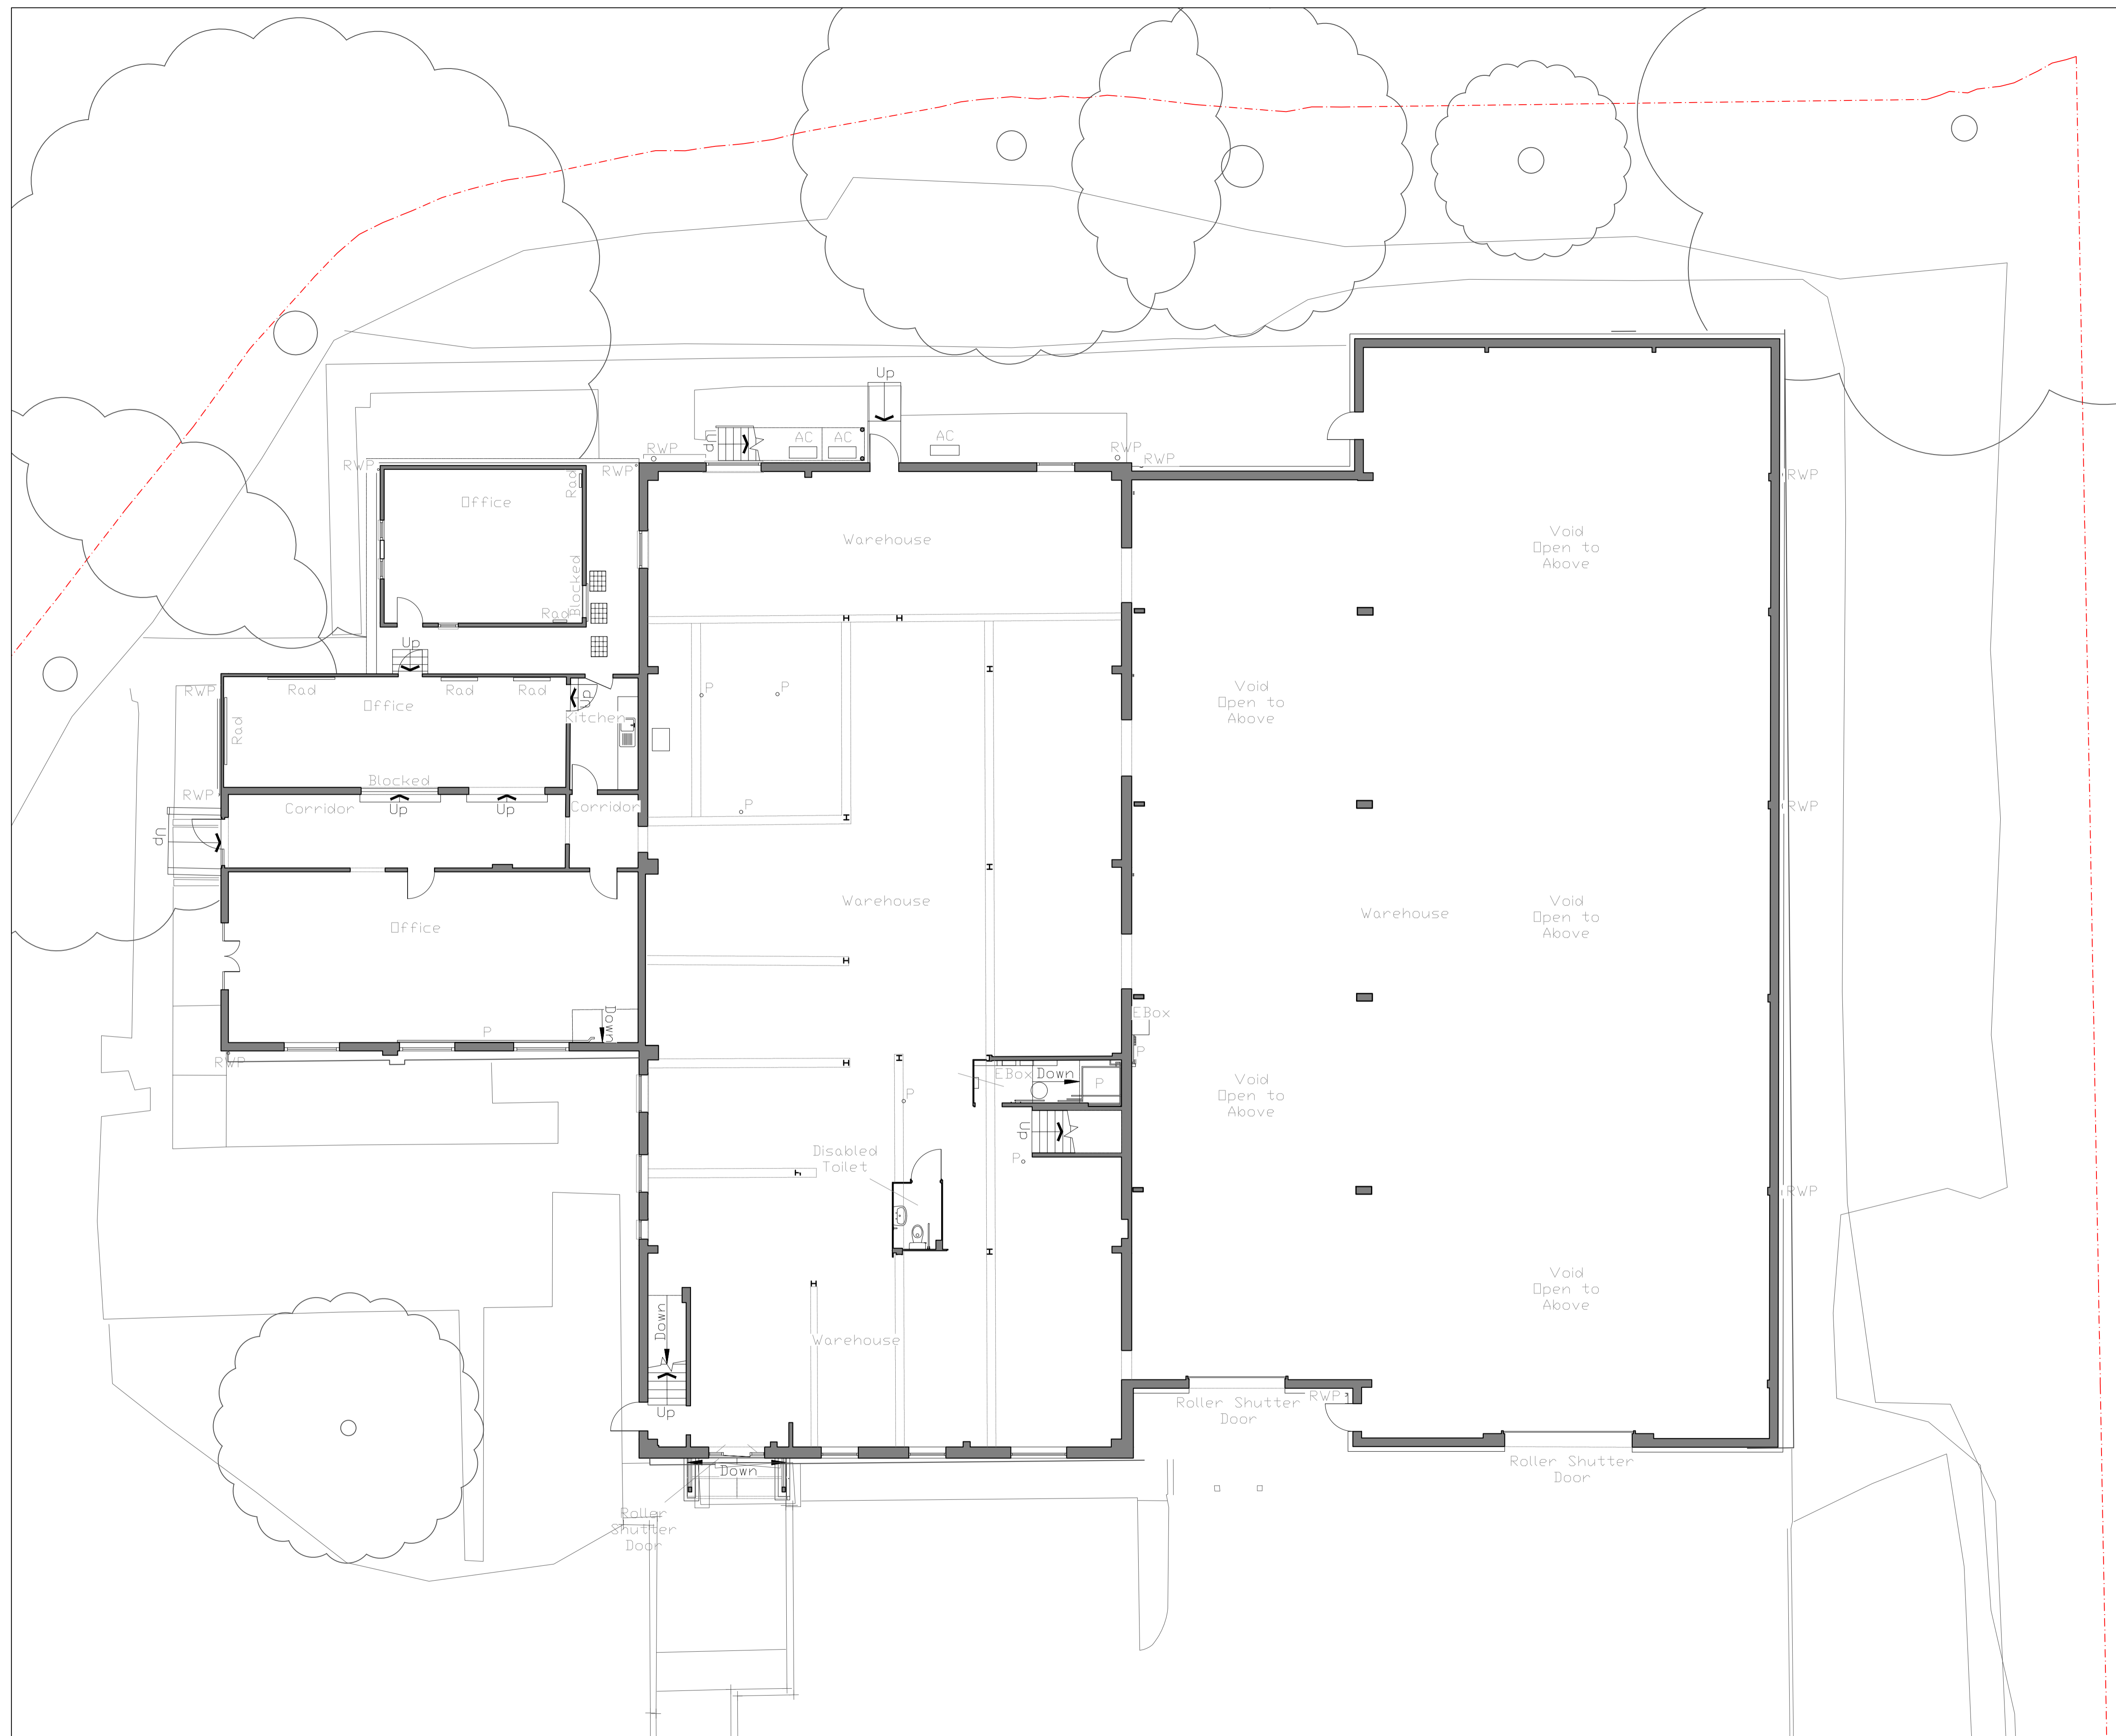 Up
Up
AC
AC
AC
RWP
RWP
RWP
RWP
RWP
Rad
Office
RWP
Void
Open to
Above
Warehouse
Blocked
Rad
Up
RWP
Rad
Rad
Rad
Office
Up
Kitchen
P
P
Void
Open to
Above
Rad
Blocked
RWP
Corridor
Up
Up
Corridor
P
RWP
Up
Warehouse
Void
Open to
Above
Warehouse
Office
Down
P
EBox
RWP
P
EBox
Down
P
Void
Open to
Above
P
Up
Disabled
Toilet
P
RWP
Void
Open to
Above
Down
Warehouse
Up
RWP
Roller Shutter
Door
Roller Shutter
Door
Down
Roller
Shutter
Door